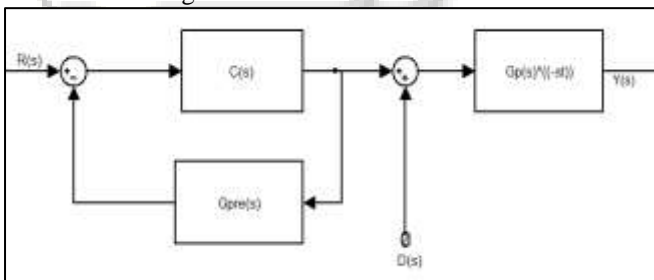 R(s)
+
-
C(s)
+
+
Gp(s)*((-st))
Y(s)
Gpre(s)
D(s)